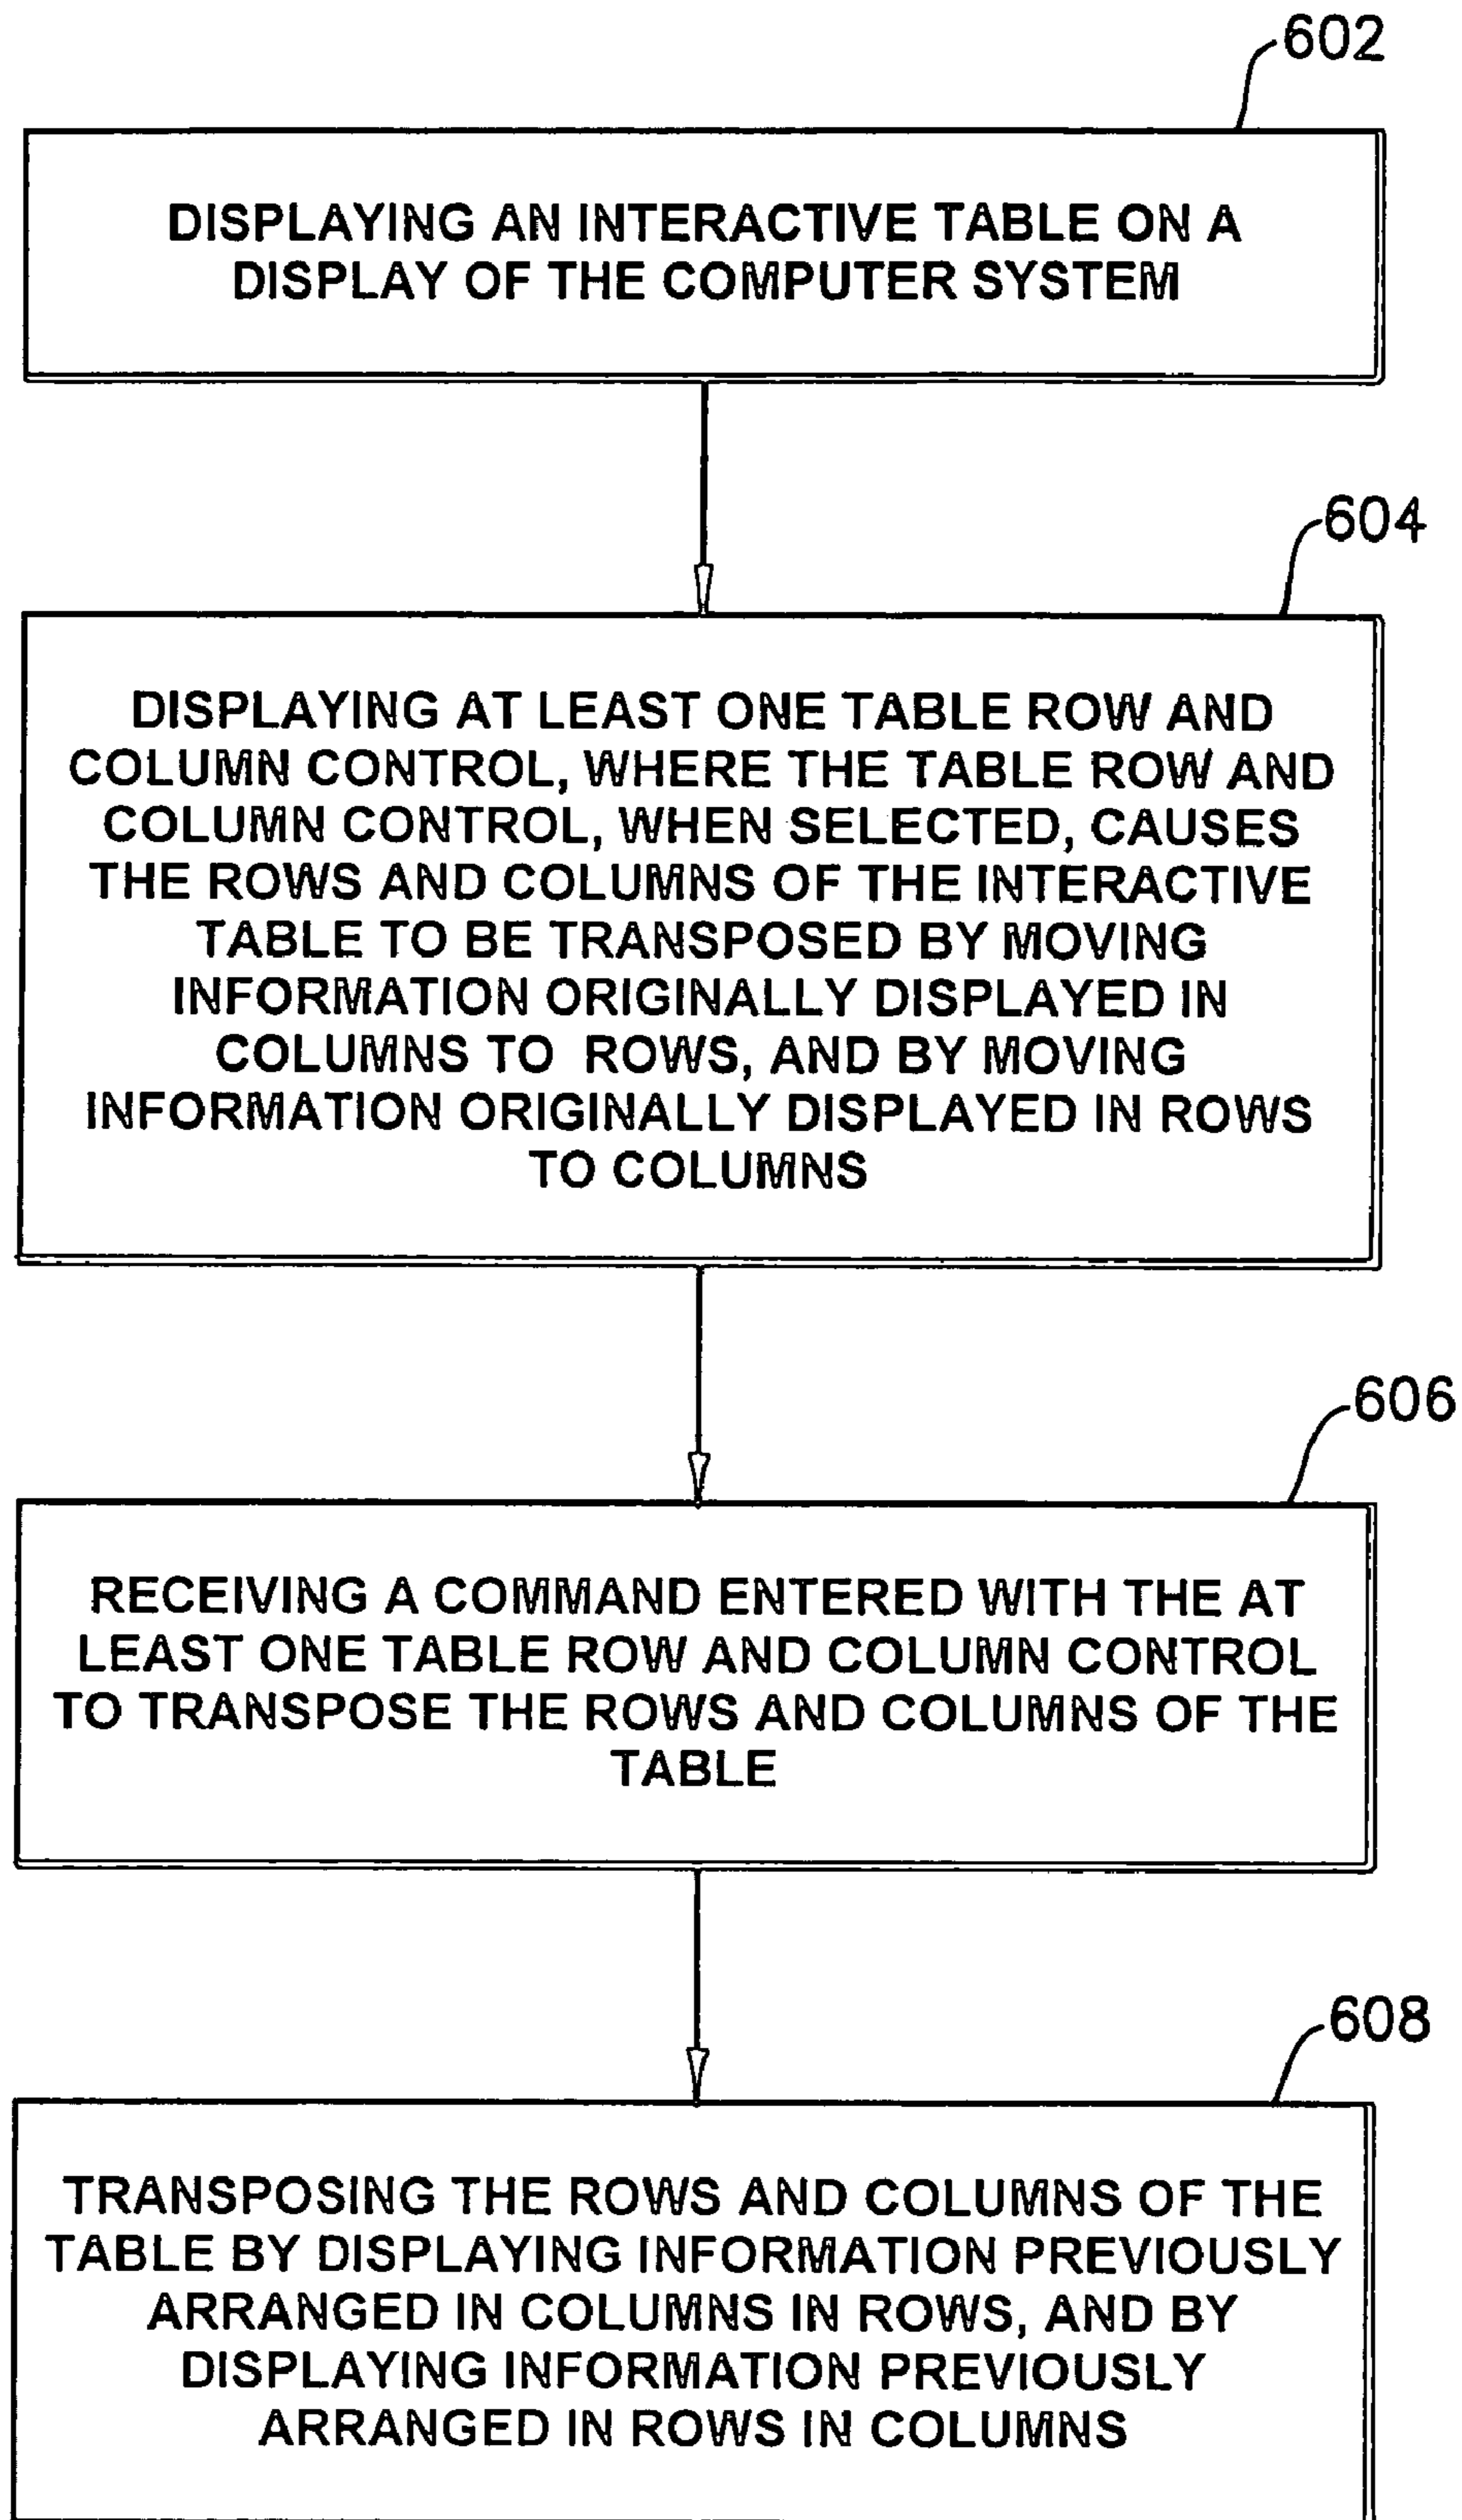 602
DISPLAYING AN INTERACTIVE TABLE ON A
DISPLAY OF THE COMPUTER SYSTEM
604
DISPLAYING AT LEAST ONE TABLE ROW AND
COLUMN CONTROL, WHERE THE TABLE ROW AND
COLUMN CONTROL, WHEN SELECTED, CAUSES
THE ROWS AND COLUMNS OF THE INTERACTIVE
TABLE TO BE TRANSPOSED BY MOVING
INFORMATION ORIGINALLY DISPLAYED IN
COLUMNS TO ROWS, AND BY MOVING
INFORMATION ORIGINALLY DISPLAYED IN ROWS
TO COLUMNS
606
RECEIVING A COMMAND ENTERED WITH THE AT
LEAST ONE TABLE ROW AND COLUMN CONTROL
TO TRANSPOSE THE ROWS AND COLUMNS OF THE
TABLE
608
TRANSPOSING THE ROWS AND COLUMNS OF THE
TABLE BY DISPLAYING INFORMATION PREVIOUSLY
ARRANGED IN COLUMNS IN ROWS, AND BY
DISPLAYING INFORMATION PREVIOUSLY
ARRANGED IN ROWS IN COLUMNS